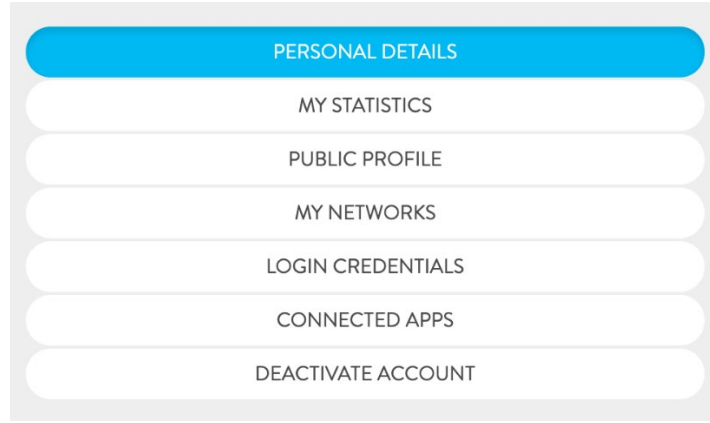 PERSONAL DETAILS
MY STATISTICS
PUBLIC PROFILE
MY NETWORKS
LOGIN CREDENTIALS
CONNECTED APPS
DEACTIVATE ACCOUNT